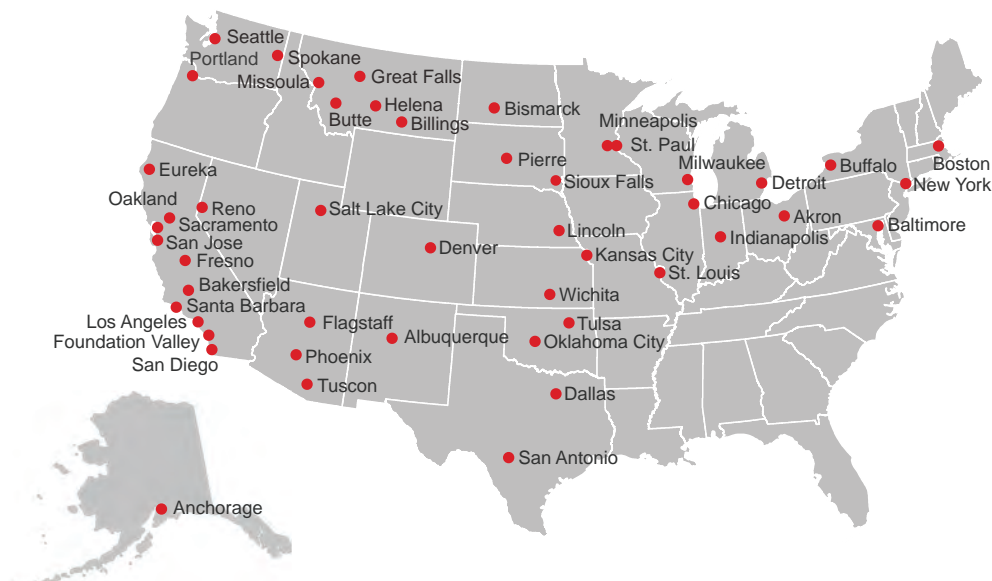 Seattle
Portland
Spokane
Missoula
Great Falls
Helena
Butte
Billings
Bismarck
Minneapolis
St. Paul
Pierre
Milwaukee
Sioux Falls
Detroit
Buffalo
Boston
New York
Eureka
Oakland
Reno
Salt Lake City
Chicago
Akron
Sacramento
Baltimore
San Jose
Denver
Lincoln
Indianapolis
Fresno
Kansas City
St. Louis
Bakersfield
Wichita
Santa Barbara
Los Angeles
Flagstaff
Tulsa
Foundation Valley
Albuquerque
Oklahoma City
San Diego
Phoenix
Tuscon
Dallas
San Antonio
Anchorage